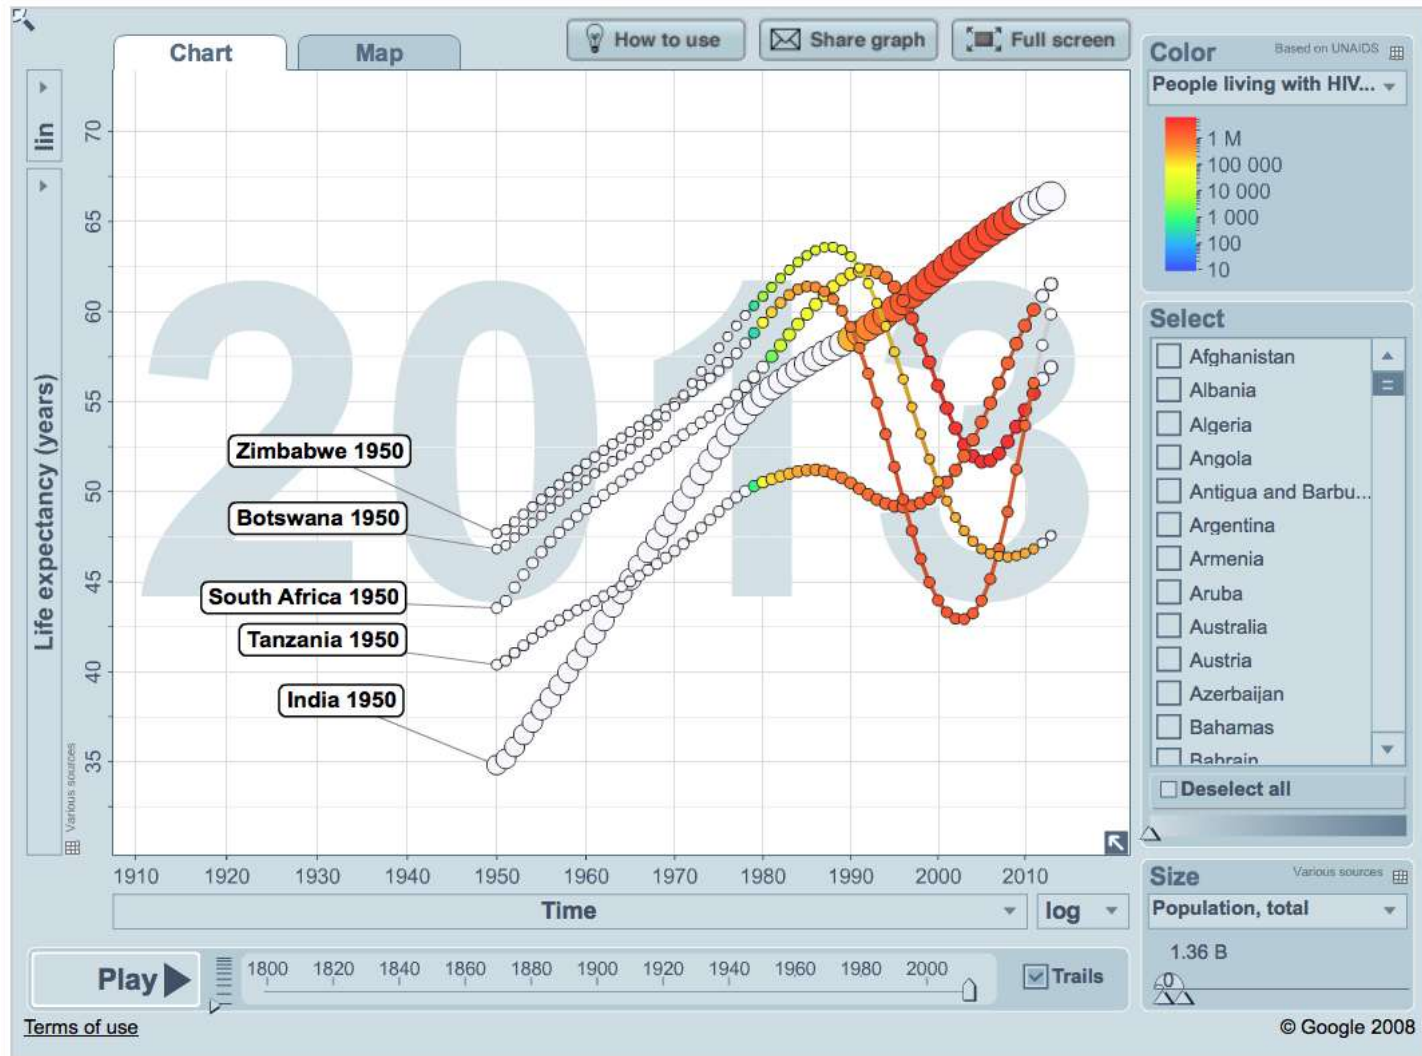 How to use
Share graph
Full screen
Chart
Map
lin
Life expectancy (years)
Various sources
70
65
60
55
50
45
40
35
2013
Zimbabwe 1950
Botswana 1950
South Africa 1950
Tanzania 1950
India 1950
1910 1920 1930 1940 1950 1960 1970 1980 1990 2000 2010
Time
log
Play
1800 1820 1840 1860 1880 1900 1920 1940 1960 1980 2000
Trails
Terms of use
Color
Based on UNAIDS
People living with HIV...
1 M
100 000
10 000
1 000
100
10
Select
Afghanistan
Albania
Algeria
Angola
Antigua and Barbu...
Argentina
Armenia
Aruba
Australia
Austria
Azerbaijan
Bahamas
Bahrain
Deselect all
Size
Various sources
Population, total
1.36 B
0
© Google 2008